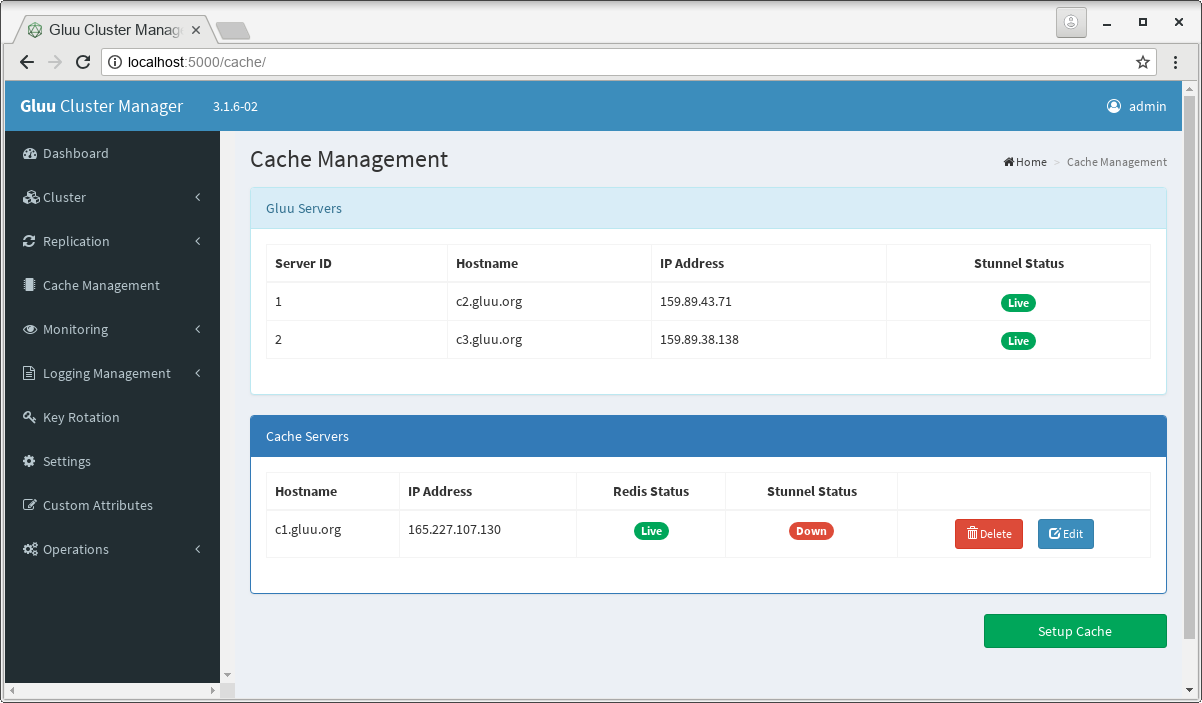 Gluu Cluster Manag
localhost:5000/cache/
Gluu Cluster Manager 3.1.6-02 admin
Dashboard
Cluster
Replication
Cache Management
Monitoring
Logging Management
Key Rotation
Settings
Custom Attributes
Operations
Cache Management
Home > Cache Management
Gluu Servers
Server ID Hostname IP Address Stunnel Status
1 c2.gluu.org 159.89.43.71 Live
2 c3.gluu.org 159.89.38.138 Live
Cache Servers
Hostname IP Address Redis Status Stunnel Status
c1.gluu.org 165.227.107.130 Live Down Delete Edit
Setup Cache